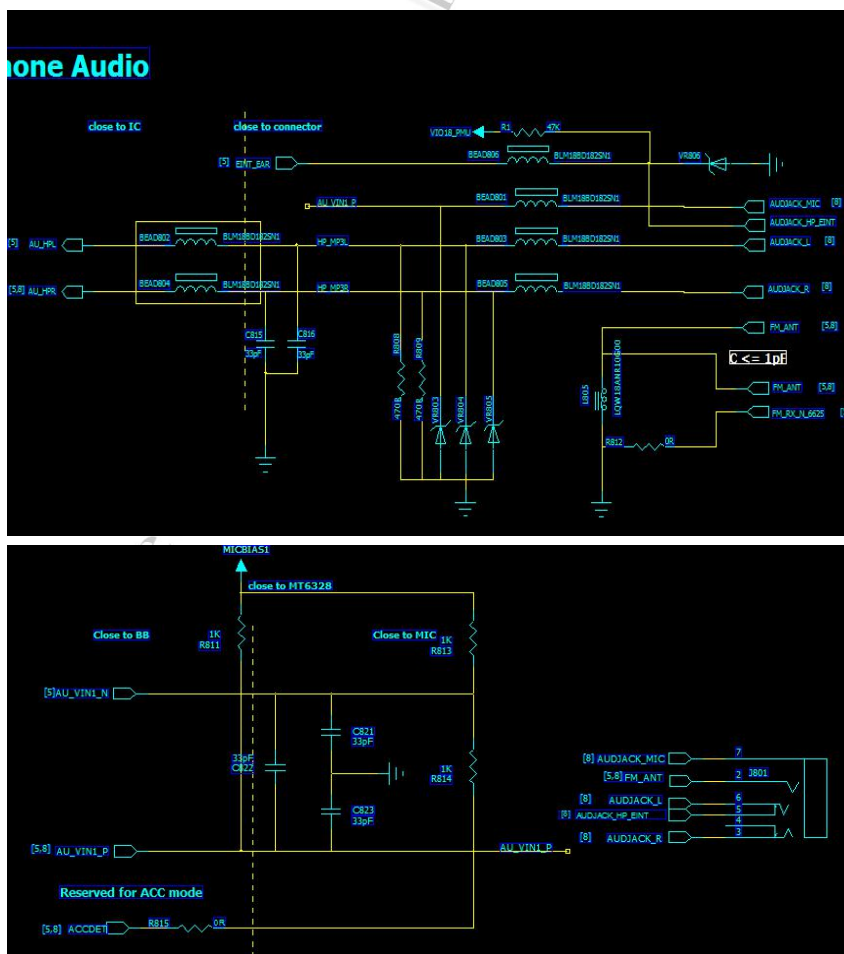 one Audio
close to IC
close to connector
VIO18_PMU
R1
47K
[5] EINT_EAR
BEAD806
BLM18BD182SN1
VR806
AU_VIN1_P
BEAD801
BLM18BD182SN1
AUDJACK_MIC [8]
AUDJACK_HP_EINT
[5] AU_HPL
BEAD802
BLM18BD182SN1
HP_MP3L
BEAD803
BLM18BD182SN1
AUDJACK_L [8]
[5,8] AU_HPR
BEAD804
BLM18BD182SN1
HP_MP3R
BEAD805
BLM18BD182SN1
AUDJACK_R [8]
FM_ANT [5,8]
C815
33pF
C816
33pF
R808
470R
R809
470R
VR803
VR804
VR805
L805
LQW18ANR10G00
C <= 1pF
FM_ANT [5,8]
FM_RX_N_6625
R812
0R
MICBIAS1
close to MT6328
Close to BB
1K
R811
Close to MIC
1K
R813
[5]AU_VIN1_N
C821
33pF
33pF
C822
1K
R814
C823
33pF
[8] AUDJACK_MIC
7
[5,8] FM_ANT
2
J801
[8] AUDJACK_L
6
[8] AUDJACK_HP_EINT
5
4
[8] AUDJACK_R
3
[5,8] AU_VIN1_P
AU_VIN1_P
Reserved for ACC mode
[5,8] ACCDET
R815
0R